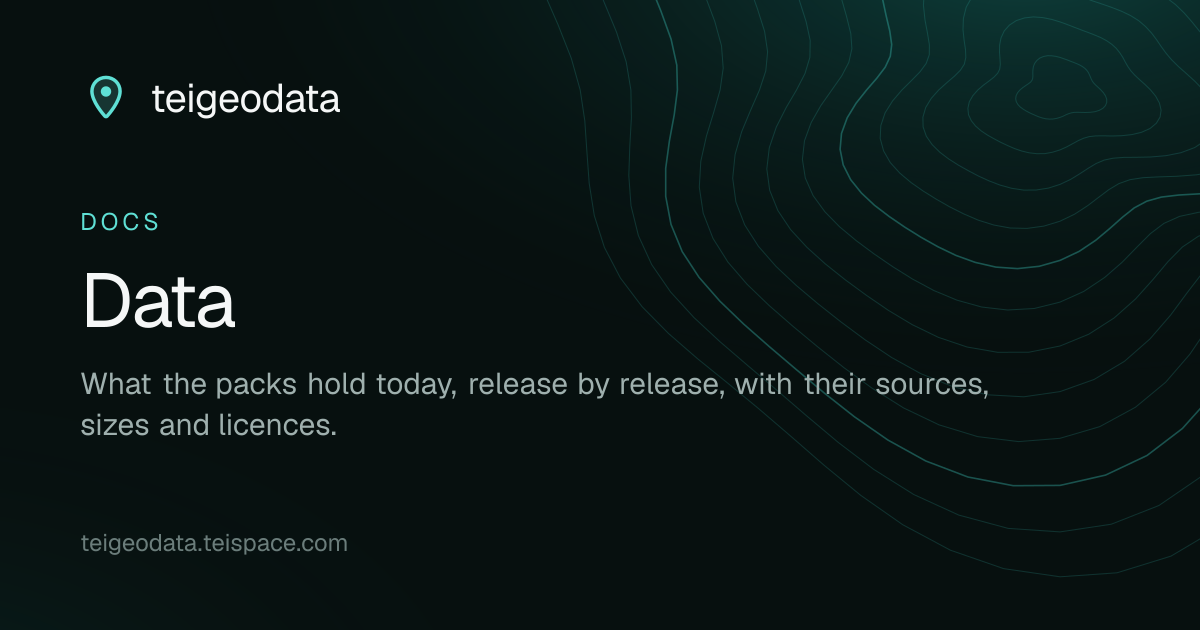 teigeodata
DOCS
Data
What the packs hold today, release by release, with their sources,
sizes and licences.
teigeodata.teispace.com